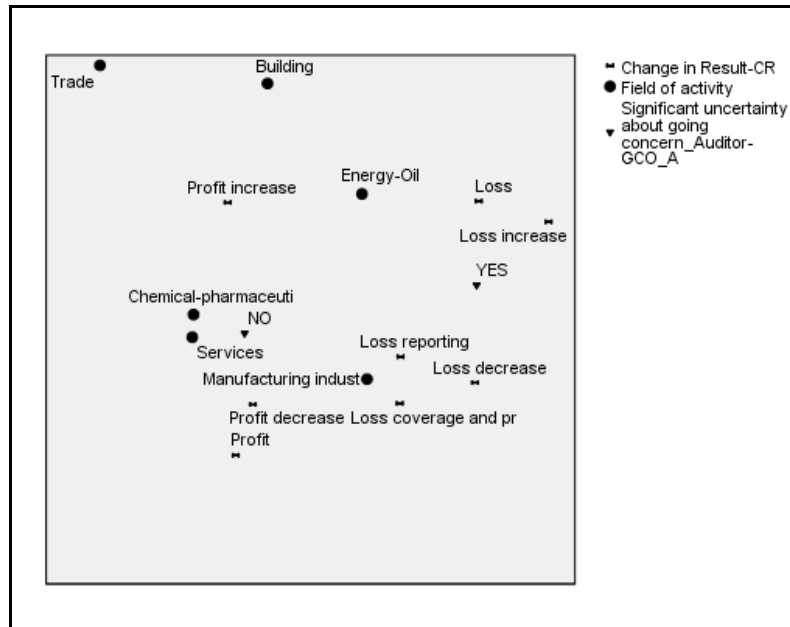 Trade
Building
Profit increase
Energy-Oil
Loss
Loss increase
YES
Chemical-pharmaceuti
NO
Services
Loss reporting
Manufacturing indust
Loss decrease
Profit decrease
Loss coverage and pr
Profit
Change in Result-CR
Field of activity
Significant uncertainty
about going
concern_Auditor-
GCO_A